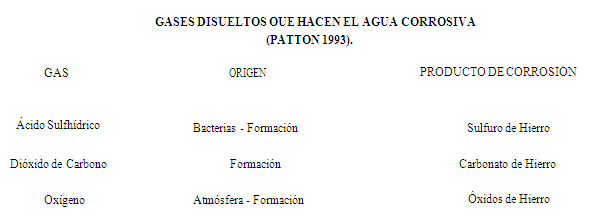 GASES DISUELTOS QUE HACEN EL AGUA CORROSIVA
(PATTON 1993).
GAS ORIGEN PRODUCTO DE CORROSION
Ácido Sulfhídrico Bacterias - Formación Sulfuro de Hierro
Dióxido de Carbono Formación Carbonato de Hierro
Oxígeno Atmósfera - Formación Óxidos de Hierro